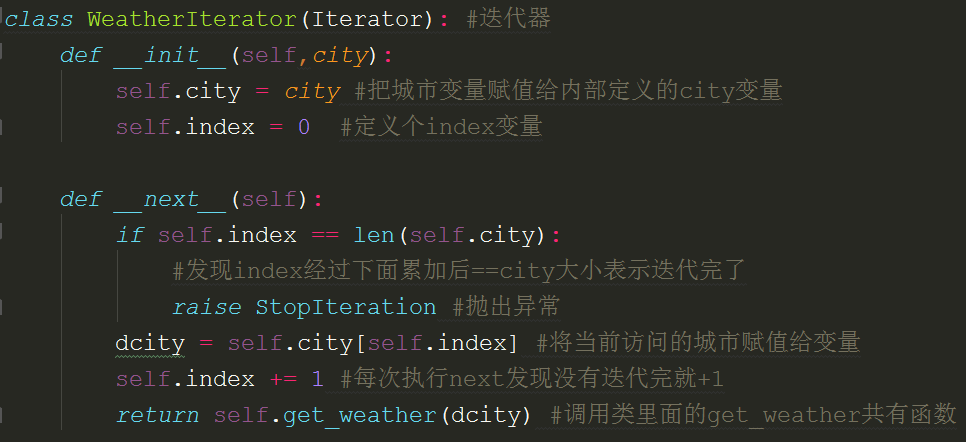 class WeatherIterator(Iterator): #迭代器
    def __init__(self,city):
        self.city = city #把城市变量赋值给内部定义的city变量
        self.index = 0  #定义个index变量
    def __next__(self):
        if self.index == len(self.city):
            #发现index经过下面累加后==city大小表示迭代完了
            raise StopIteration #抛出异常
        dcity = self.city[self.index] #将当前访问的城市赋值给变量
        self.index += 1 #每次执行next发现没有迭代完就+1
        return self.get_weather(dcity) #调用类里面的get_weather共有函数